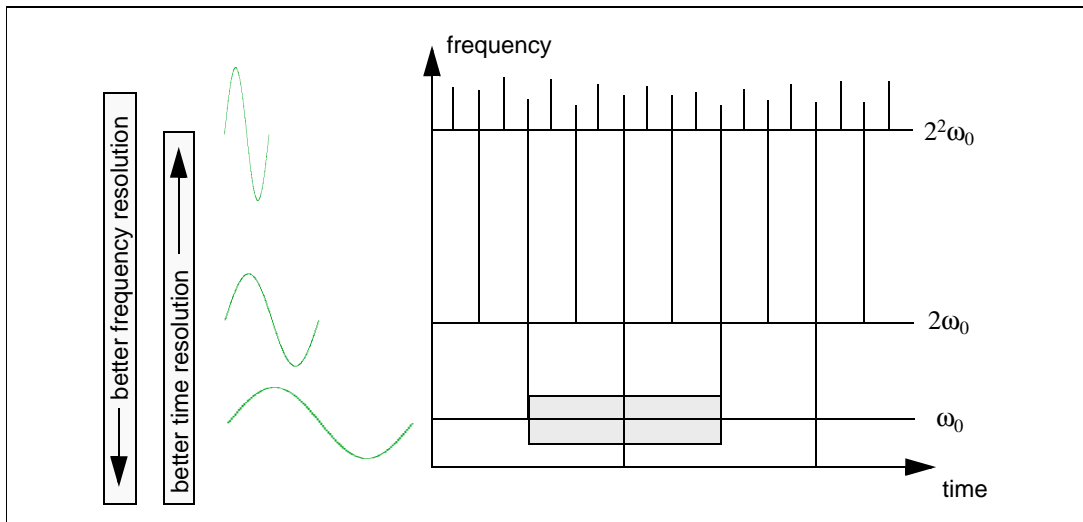 better frequency resolution
better time resolution
frequency
2²ω₀
2ω₀
ω₀
time